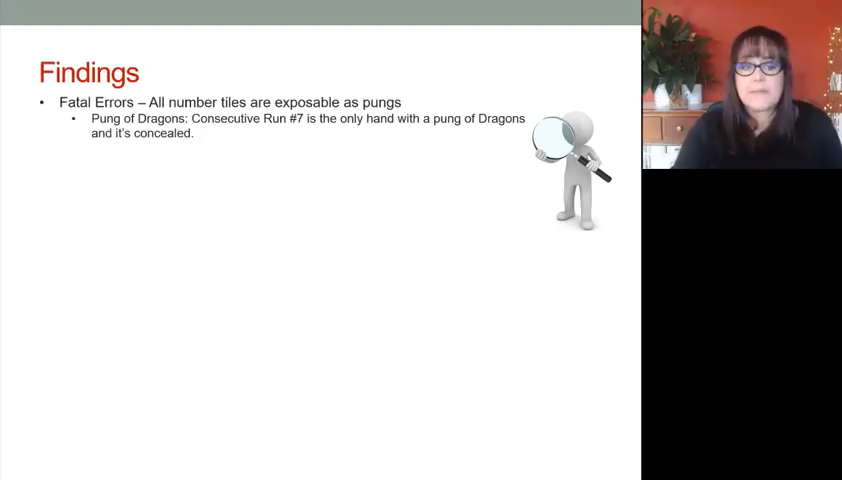 Findings
• Fatal Errors – All number tiles are exposable as pungs
• Pung of Dragons: Consecutive Run #7 is the only hand with a pung of Dragons
and it's concealed.